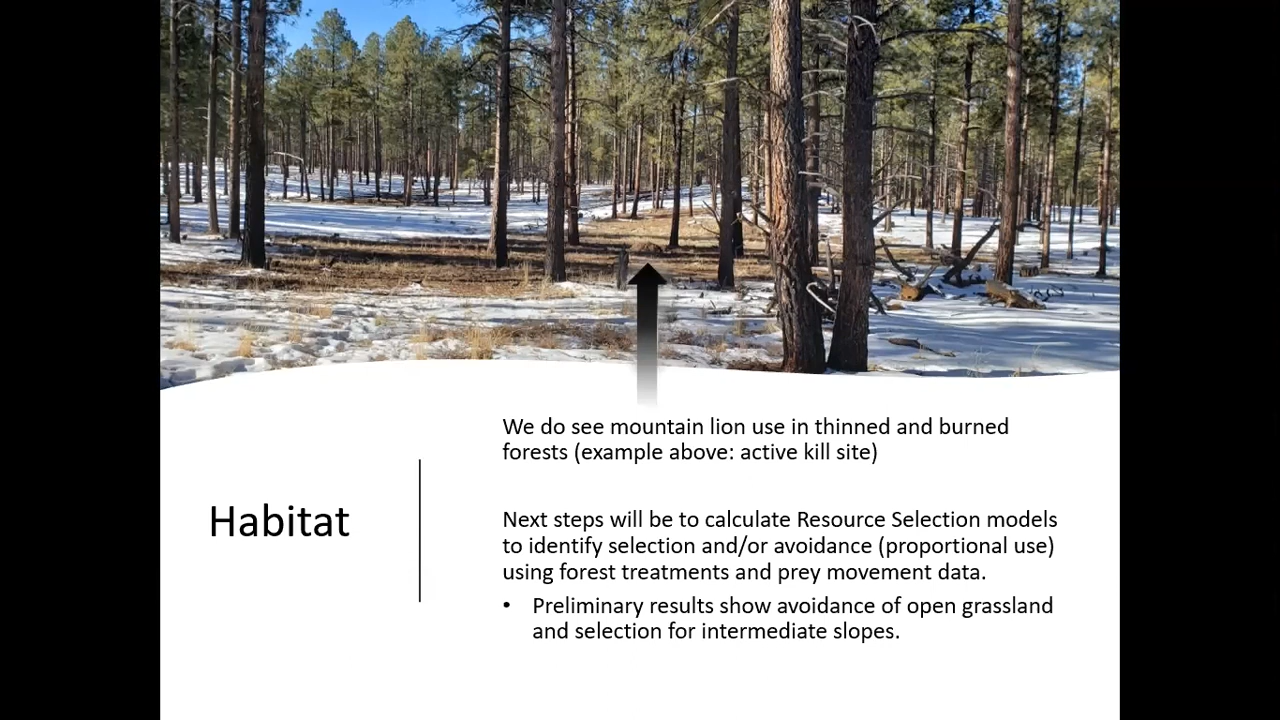 We do see mountain lion use in thinned and burned
forests (example above: active kill site)
Habitat
Next steps will be to calculate Resource Selection models
to identify selection and/or avoidance (proportional use)
using forest treatments and prey movement data.
• Preliminary results show avoidance of open grassland
and selection for intermediate slopes.